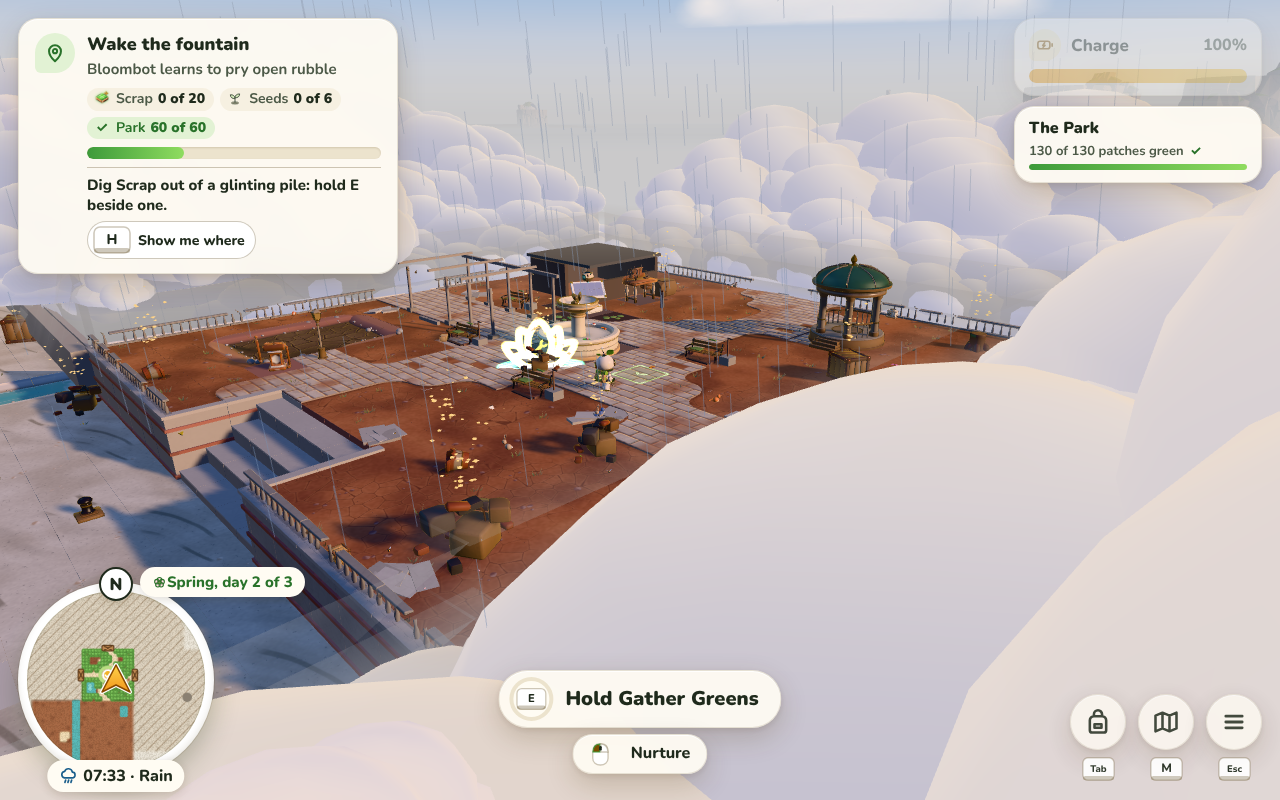 Wake the fountain
Bloombot learns to pry open rubble
Scrap 0 of 20 Seeds 0 of 6
Park 60 of 60
Dig Scrap out of a glinting pile: hold E
beside one.
H Show me where
Charge 100%
The Park
130 of 130 patches green
N
Spring, day 2 of 3
07:33 · Rain
E Hold Gather Greens
Nurture
Tab M Esc